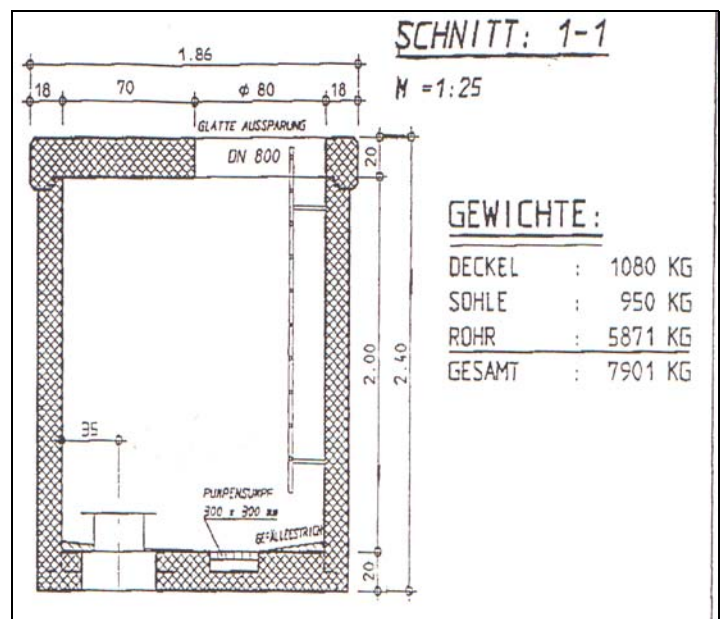 SCHNITT: 1-1
M =1:25
1.86
18 70 ϕ 80 18
GLATTE AUSSPARUNG
DN 800
20
2.00
2.40
35
PUMPENSUMPF
300 x 300 mm
GEFÄLLEESTRICH
20
GEWICHTE:
DECKEL : 1080 KG
SOHLE : 950 KG
ROHR : 5871 KG
GESAMT : 7901 KG